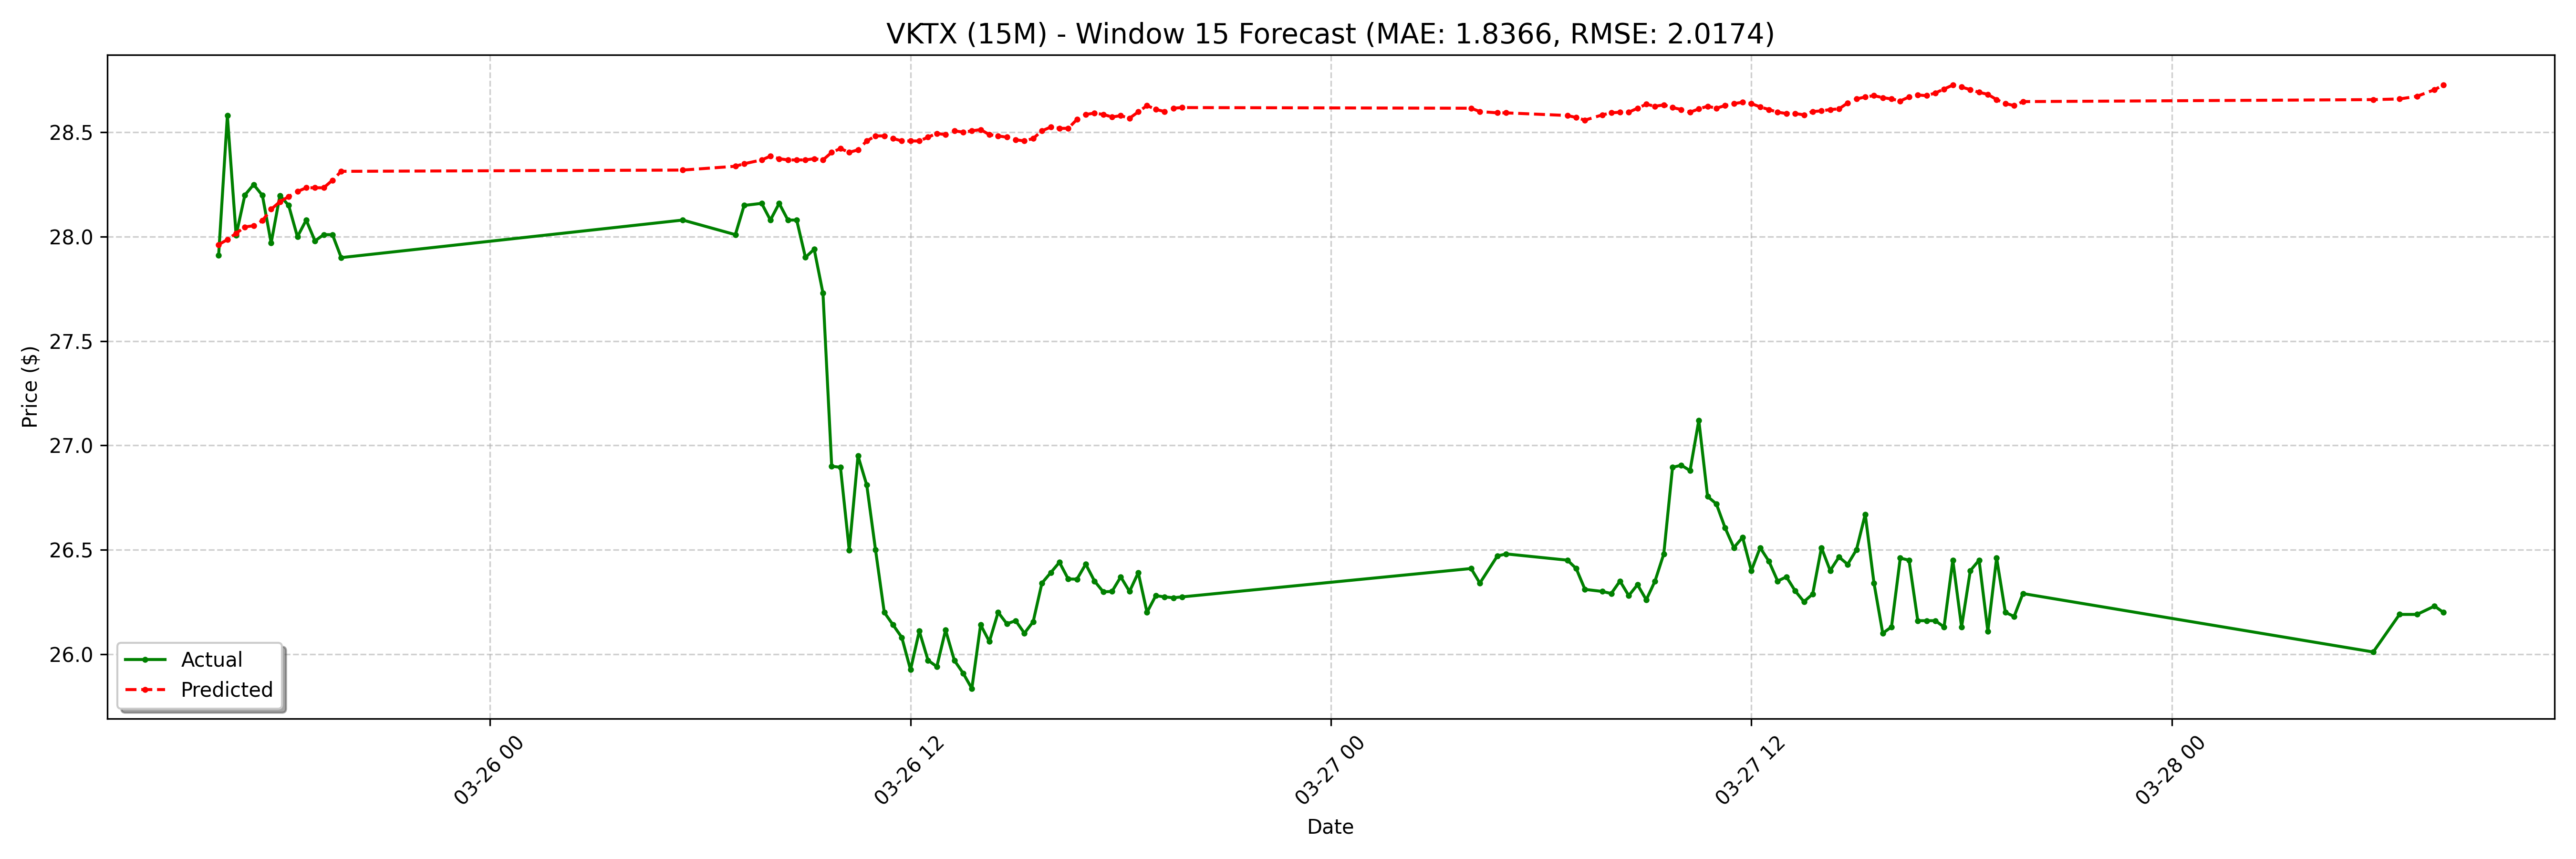 VKTX (15M) - Window 15 Forecast (MAE: 1.8366, RMSE: 2.0174)
Price ($)
28.5
28.0
27.5
27.0
26.5
26.0
Actual
Predicted
03-26 00
03-26 12
03-27 00
03-27 12
03-28 00
Date